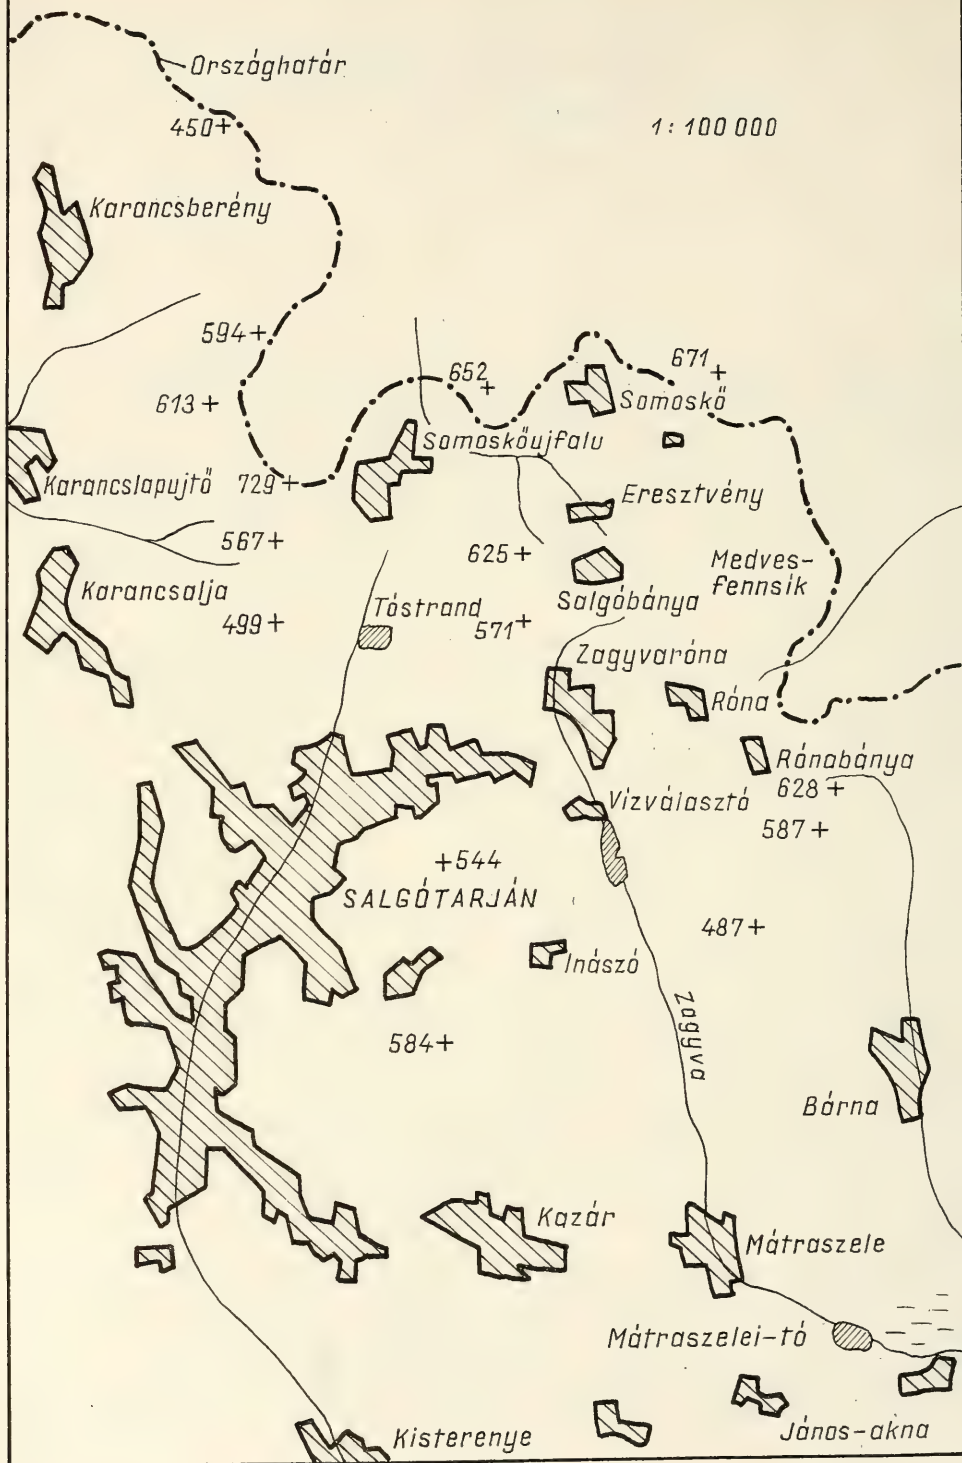 Országhatár
450+
1: 100 000
Karancsberény
594+
652
+
671
+
613+
Somoskő
Somoskőujfalu
Karancslapujtő
729+
Eresztvény
567+
625+
Medves-
fennsík
Karancsalja
Tóstrand
Salgóbánya
499+
571+
Zagyvaróna
Róna
Rónabánya
628+
Vízválasztó
587+
+544
SALGÓTARJÁN
487+
Inászó
Zagyva
584+
Bárna
Kazár
Mátraszele
Mátraszelei-tó
János-akna
Kisterenye